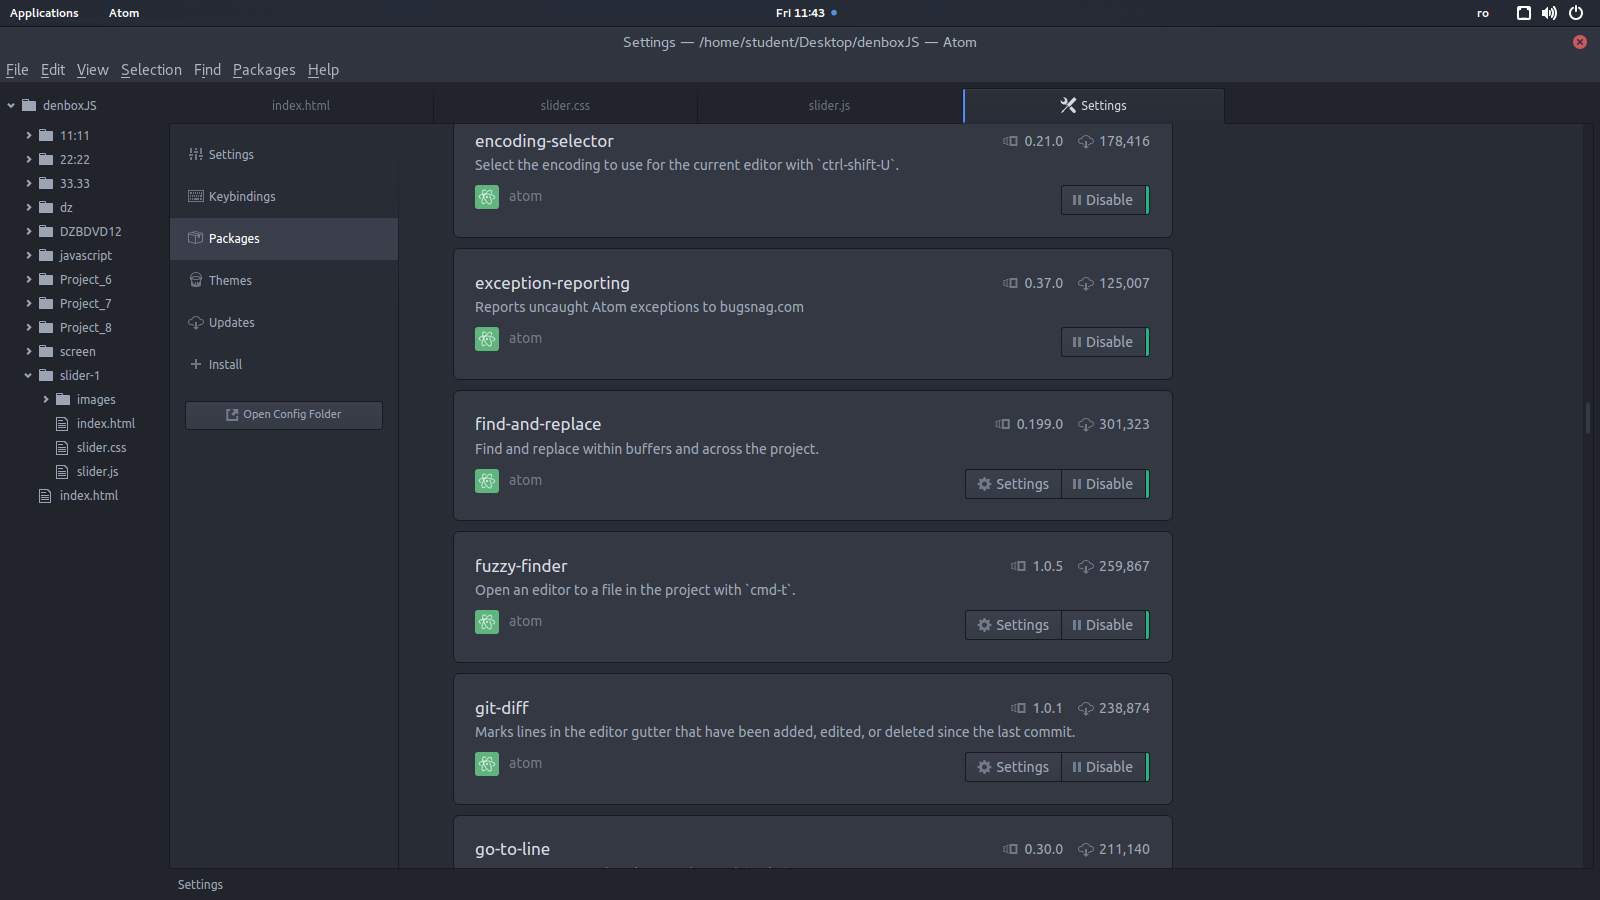 Applications Atom Fri 11:43 ro
Settings — /home/student/Desktop/denboxJS — Atom
File Edit View Selection Find Packages Help
denboxJS
11:11
22:22
33.33
dz
DZBDVD12
javascript
Project_6
Project_7
Project_8
screen
slider-1
images
index.html
slider.css
slider.js
index.html
index.html slider.css slider.js Settings
Settings
Keybindings
Packages
Themes
Updates
Install
Open Config Folder
encoding-selector 0.21.0 178,416
Select the encoding to use for the current editor with `ctrl-shift-U`.
atom
Disable
exception-reporting 0.37.0 125,007
Reports uncaught Atom exceptions to bugsnag.com
atom
Disable
find-and-replace 0.199.0 301,323
Find and replace within buffers and across the project.
atom
Settings Disable
fuzzy-finder 1.0.5 259,867
Open an editor to a file in the project with `cmd-t`.
atom
Settings Disable
git-diff 1.0.1 238,874
Marks lines in the editor gutter that have been added, edited, or deleted since the last commit.
atom
Settings Disable
go-to-line 0.30.0 211,140
Settings